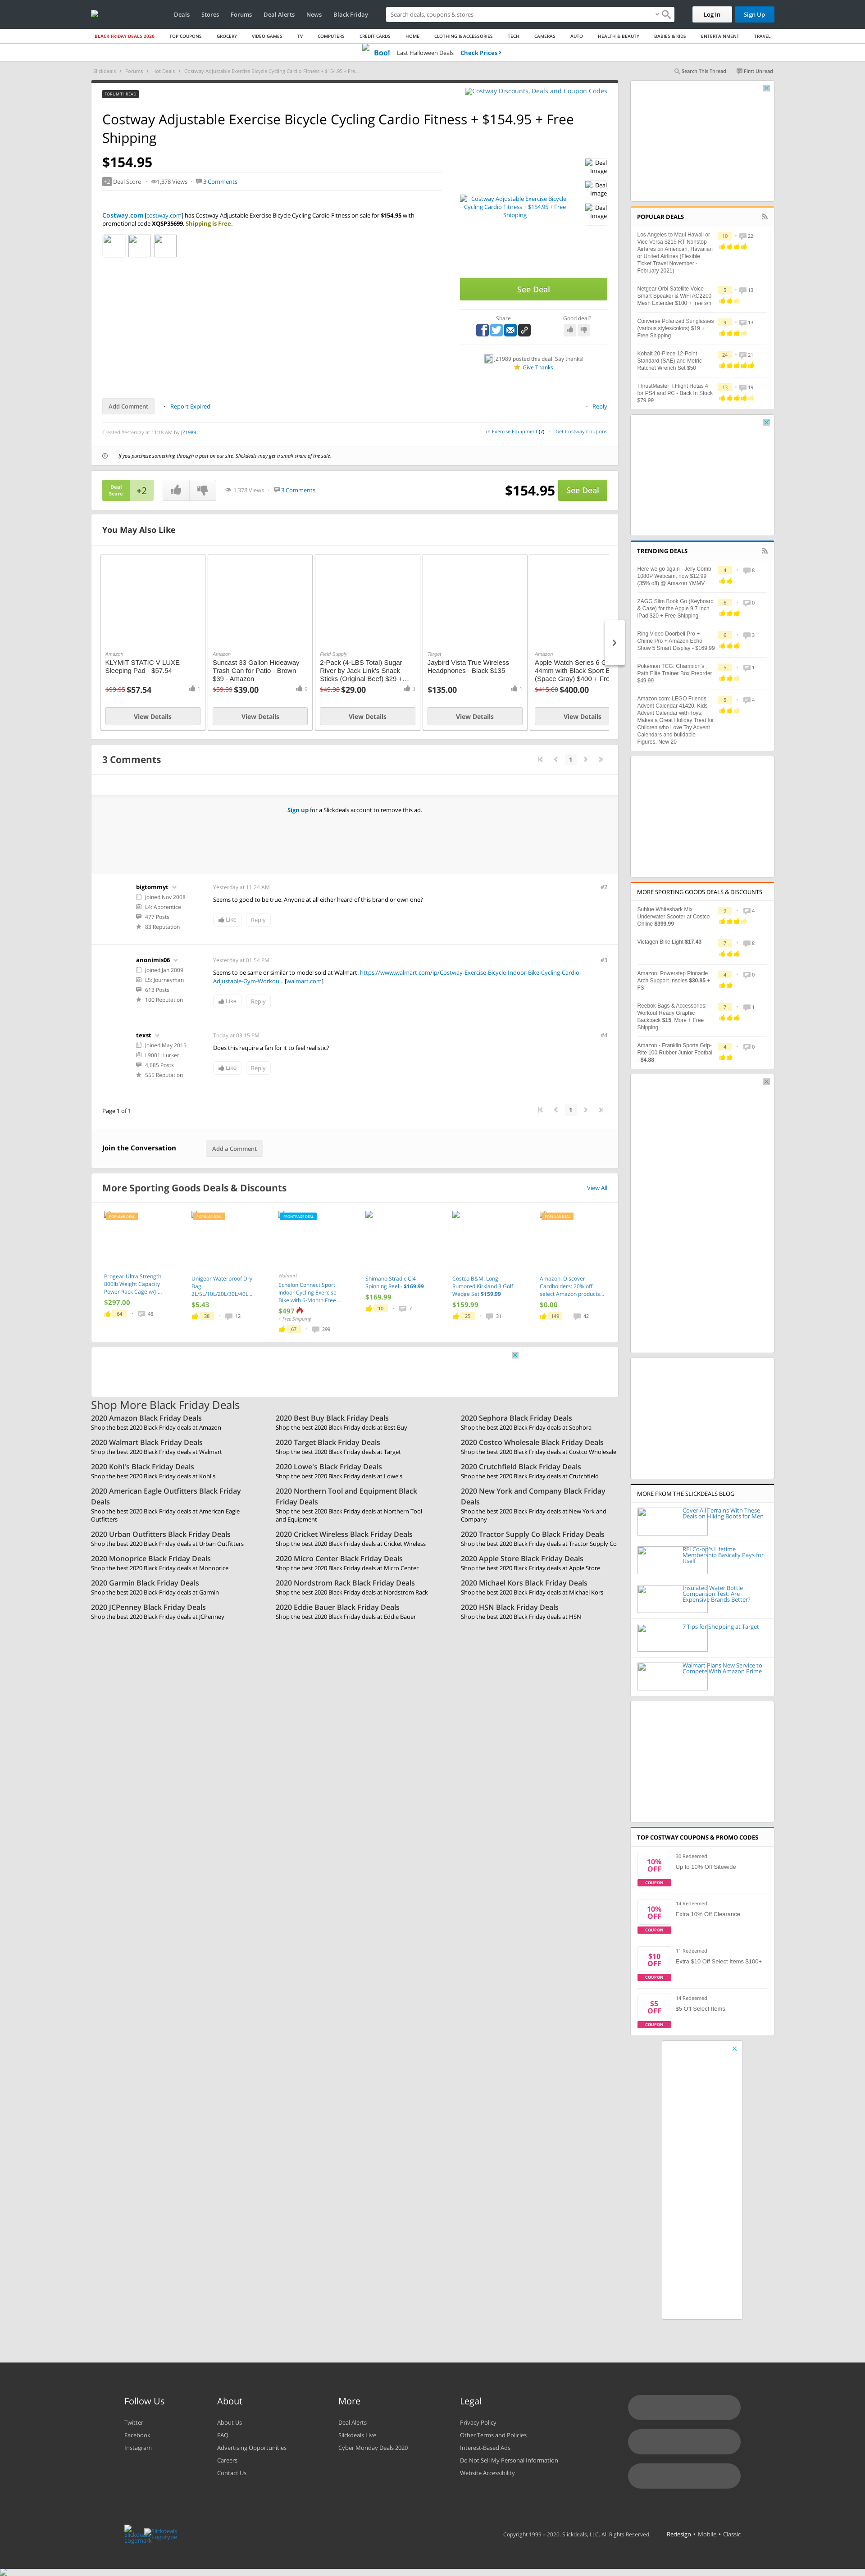 Deals Stores Forums Deal Alerts News Black Friday Search deals, coupons & stores Log In Sign Up
BLACK FRIDAY DEALS 2020 TOP COUPONS GROCERY VIDEO GAMES TV COMPUTERS CREDIT CARDS HOME CLOTHING & ACCESSORIES TECH CAMERAS AUTO HEALTH & BEAUTY BABIES & KIDS ENTERTAINMENT TRAVEL
Boo! Last Halloween Deals Check Prices ›
Slickdeals › Forums › Hot Deals › Costway Adjustable Exercise Bicycle Cycling Cardio Fitness + $154.95 + Fre...
Search This Thread First Unread
FORUM THREAD
Costway Discounts, Deals and Coupon Codes
Costway Adjustable Exercise Bicycle Cycling Cardio Fitness + $154.95 + Free Shipping
$154.95
+2 Deal Score 1,378 Views 3 Comments
Costway.com [costway.com] has Costway Adjustable Exercise Bicycle Cycling Cardio Fitness on sale for $154.95 with
promotional code XQSP35699. Shipping is Free.
Costway Adjustable Exercise Bicycle
Cycling Cardio Fitness + $154.95 + Free
Shipping
Deal Image
Deal Image
Deal Image
See Deal
Share Good deal?
JZ1989 posted this deal. Say thanks!
Give Thanks
Add Comment Report Expired Reply
Created Yesterday at 11:18 AM by JZ1989
in Exercise Equipment (7) Get Costway Coupons
If you purchase something through a post on our site, Slickdeals may get a small share of the sale.
Deal Score +2 1,378 Views 3 Comments $154.95 See Deal
You May Also Like
Amazon
KLYMIT STATIC V LUXE
Sleeping Pad - $57.54
$99.95 $57.54 1
View Details
Amazon
Suncast 33 Gallon Hideaway
Trash Can for Patio - Brown
$39 - Amazon
$59.99 $39.00 9
View Details
Field Supply
2-Pack (4-LBS Total) Sugar
River by Jack Link's Snack
Sticks (Original Beef) $29 +...
$49.98 $29.00 3
View Details
Target
Jaybird Vista True Wireless
Headphones - Black $135
$135.00 1
View Details
Amazon
Apple Watch Series 6 G
44mm with Black Sport B
(Space Gray) $400 + Fre
$415.00 $400.00
View Details
3 Comments 1
Sign up for a Slickdeals account to remove this ad.
bigtommyt
Joined Nov 2008
L4: Apprentice
477 Posts
83 Reputation
Yesterday at 11:24 AM #2
Seems to good to be true. Anyone at all either heard of this brand or own one?
Like Reply
anonimis06
Joined Jan 2009
L5: Journeyman
613 Posts
100 Reputation
Yesterday at 01:54 PM #3
Seems to be same or similar to model sold at Walmart: https://www.walmart.com/ip/Costway-Exercise-Bicycle-Indoor-Bike-Cycling-Cardio-
Adjustable-Gym-Workou... [walmart.com]
Like Reply
texst
Joined May 2015
L9001: Lurker
4,685 Posts
555 Reputation
Today at 03:15 PM #4
Does this require a fan for it to feel realistic?
Like Reply
Page 1 of 1 1
Join the Conversation Add a Comment
More Sporting Goods Deals & Discounts View All
POPULAR DEAL
Progear Ultra Strength
800lb Weight Capacity
Power Rack Cage w/J-...
$297.00
64 48
POPULAR DEAL
Unigear Waterproof Dry
Bag
2L/5L/10L/20L/30L/40L...
$5.43
38 12
FRONTPAGE DEAL
Walmart
Echelon Connect Sport
Indoor Cycling Exercise
Bike with 6-Month Free...
$497
+ Free Shipping
67 299
Shimano Stradic CI4
Spinning Reel - $169.99
$169.99
10 7
Costco B&M: Long
Rumored Kirkland 3 Golf
Wedge Set $159.99
$159.99
25 31
POPULAR DEAL
Amazon: Discover
Cardholders: 20% off
select Amazon products...
$0.00
149 42
Shop More Black Friday Deals
2020 Amazon Black Friday Deals
Shop the best 2020 Black Friday deals at Amazon
2020 Best Buy Black Friday Deals
Shop the best 2020 Black Friday deals at Best Buy
2020 Sephora Black Friday Deals
Shop the best 2020 Black Friday deals at Sephora
2020 Walmart Black Friday Deals
Shop the best 2020 Black Friday deals at Walmart
2020 Target Black Friday Deals
Shop the best 2020 Black Friday deals at Target
2020 Costco Wholesale Black Friday Deals
Shop the best 2020 Black Friday deals at Costco Wholesale
2020 Kohl's Black Friday Deals
Shop the best 2020 Black Friday deals at Kohl's
2020 Lowe's Black Friday Deals
Shop the best 2020 Black Friday deals at Lowe's
2020 Crutchfield Black Friday Deals
Shop the best 2020 Black Friday deals at Crutchfield
2020 American Eagle Outfitters Black Friday
Deals
Shop the best 2020 Black Friday deals at American Eagle
Outfitters
2020 Northern Tool and Equipment Black
Friday Deals
Shop the best 2020 Black Friday deals at Northern Tool
and Equipment
2020 New York and Company Black Friday
Deals
Shop the best 2020 Black Friday deals at New York and
Company
2020 Urban Outfitters Black Friday Deals
Shop the best 2020 Black Friday deals at Urban Outfitters
2020 Cricket Wireless Black Friday Deals
Shop the best 2020 Black Friday deals at Cricket Wireless
2020 Tractor Supply Co Black Friday Deals
Shop the best 2020 Black Friday deals at Tractor Supply Co
2020 Monoprice Black Friday Deals
Shop the best 2020 Black Friday deals at Monoprice
2020 Micro Center Black Friday Deals
Shop the best 2020 Black Friday deals at Micro Center
2020 Apple Store Black Friday Deals
Shop the best 2020 Black Friday deals at Apple Store
2020 Garmin Black Friday Deals
Shop the best 2020 Black Friday deals at Garmin
2020 Nordstrom Rack Black Friday Deals
Shop the best 2020 Black Friday deals at Nordstrom Rack
2020 Michael Kors Black Friday Deals
Shop the best 2020 Black Friday deals at Michael Kors
2020 JCPenney Black Friday Deals
Shop the best 2020 Black Friday deals at JCPenney
2020 Eddie Bauer Black Friday Deals
Shop the best 2020 Black Friday deals at Eddie Bauer
2020 HSN Black Friday Deals
Shop the best 2020 Black Friday deals at HSN
POPULAR DEALS
Los Angeles to Maui Hawaii or
Vice Versa $215 RT Nonstop
Airfares on American, Hawaiian
or United Airlines (Flexible
Ticket Travel November -
February 2021)
10 22
Netgear Orbi Satellite Voice
Smart Speaker & WiFi AC2200
Mesh Extender $100 + free s/h
5 13
Converse Polarized Sunglasses
(various styles/colors) $19 +
Free Shipping
9 13
Kobalt 20-Piece 12-Point
Standard (SAE) and Metric
Ratchet Wrench Set $50
24 21
ThrustMaster T.Flight Hotas 4
for PS4 and PC - Back In Stock
$79.99
13 19
TRENDING DEALS
Here we go again - Jelly Comb
1080P Webcam, now $12.99
(35% off) @ Amazon YMMV
4 8
ZAGG Slim Book Go (Keyboard
& Case) for the Apple 9.7 Inch
iPad $20 + Free Shipping
6 0
Ring Video Doorbell Pro +
Chime Pro + Amazon Echo
Show 5 Smart Display - $169.99
6 3
Pokémon TCG: Champion's
Path Elite Trainer Box Preorder
$49.99
5 1
Amazon.com: LEGO Friends
Advent Calendar 41420, Kids
Advent Calendar with Toys;
Makes a Great Holiday Treat for
Children who Love Toy Advent
Calendars and buildable
Figures, New 20
5 4
MORE SPORTING GOODS DEALS & DISCOUNTS
Sublue Whiteshark Mix
Underwater Scooter at Costco
Online $399.99
9 4
Victagen Bike Light $17.43
7 8
Amazon: Powerstep Pinnacle
Arch Support Insoles $30.95 +
FS
4 0
Reebok Bags & Accessories:
Workout Ready Graphic
Backpack $15, More + Free
Shipping
7 1
Amazon - Franklin Sports Grip-
Rite 100 Rubber Junior Football
- $4.88
4 0
MORE FROM THE SLICKDEALS BLOG
Cover All Terrains With These
Deals on Hiking Boots for Men
REI Co-op's Lifetime
Membership Basically Pays for
Itself
Insulated Water Bottle
Comparison Test: Are
Expensive Brands Better?
7 Tips for Shopping at Target
Walmart Plans New Service to
Compete With Amazon Prime
TOP COSTWAY COUPONS & PROMO CODES
10% OFF COUPON
30 Redeemed
Up to 10% Off Sitewide
10% OFF COUPON
14 Redeemed
Extra 10% Off Clearance
$10 OFF COUPON
11 Redeemed
Extra $10 Off Select Items $100+
$5 OFF COUPON
14 Redeemed
$5 Off Select Items
Follow Us
Twitter
Facebook
Instagram
About
About Us
FAQ
Advertising Opportunities
Careers
Contact Us
More
Deal Alerts
Slickdeals Live
Cyber Monday Deals 2020
Legal
Privacy Policy
Other Terms and Policies
Interest-Based Ads
Do Not Sell My Personal Information
Website Accessibility
Slickdeals Logomark Slickdeals Logotype
Copyright 1999 – 2020. Slickdeals, LLC, All Rights Reserved. Redesign • Mobile • Classic